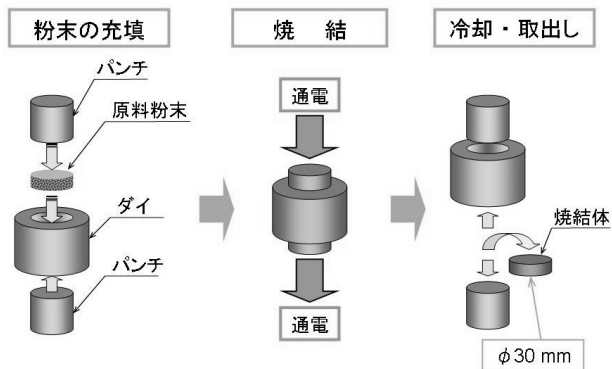 粉末の充填
焼 結
冷却・取出し
パンチ
原料粉末
ダイ
パンチ
通電
通電
焼結体
φ30 mm